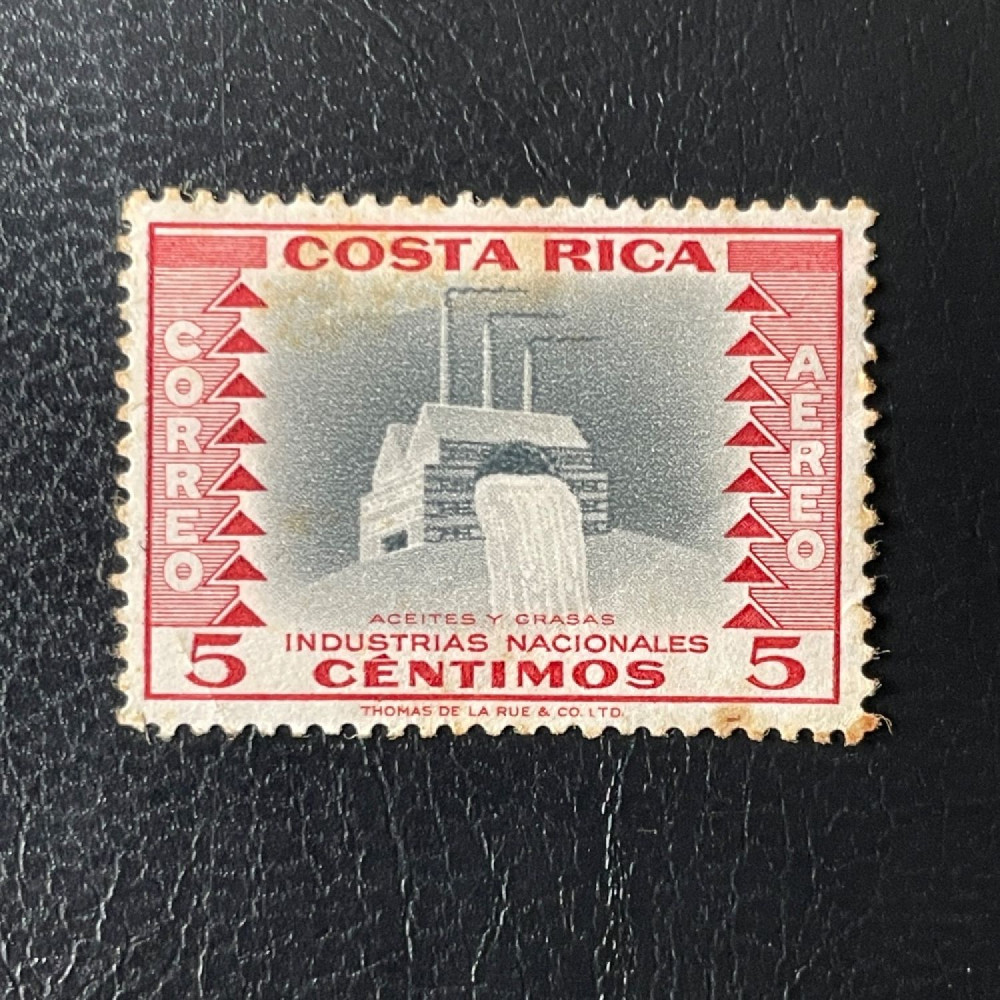 COSTA RICA
CORREO
AÉREO
ACEITES Y GRASAS
INDUSTRIAS NACIONALES
5 CÉNTIMOS 5
THOMAS DE LA RUE & CO. LTD.